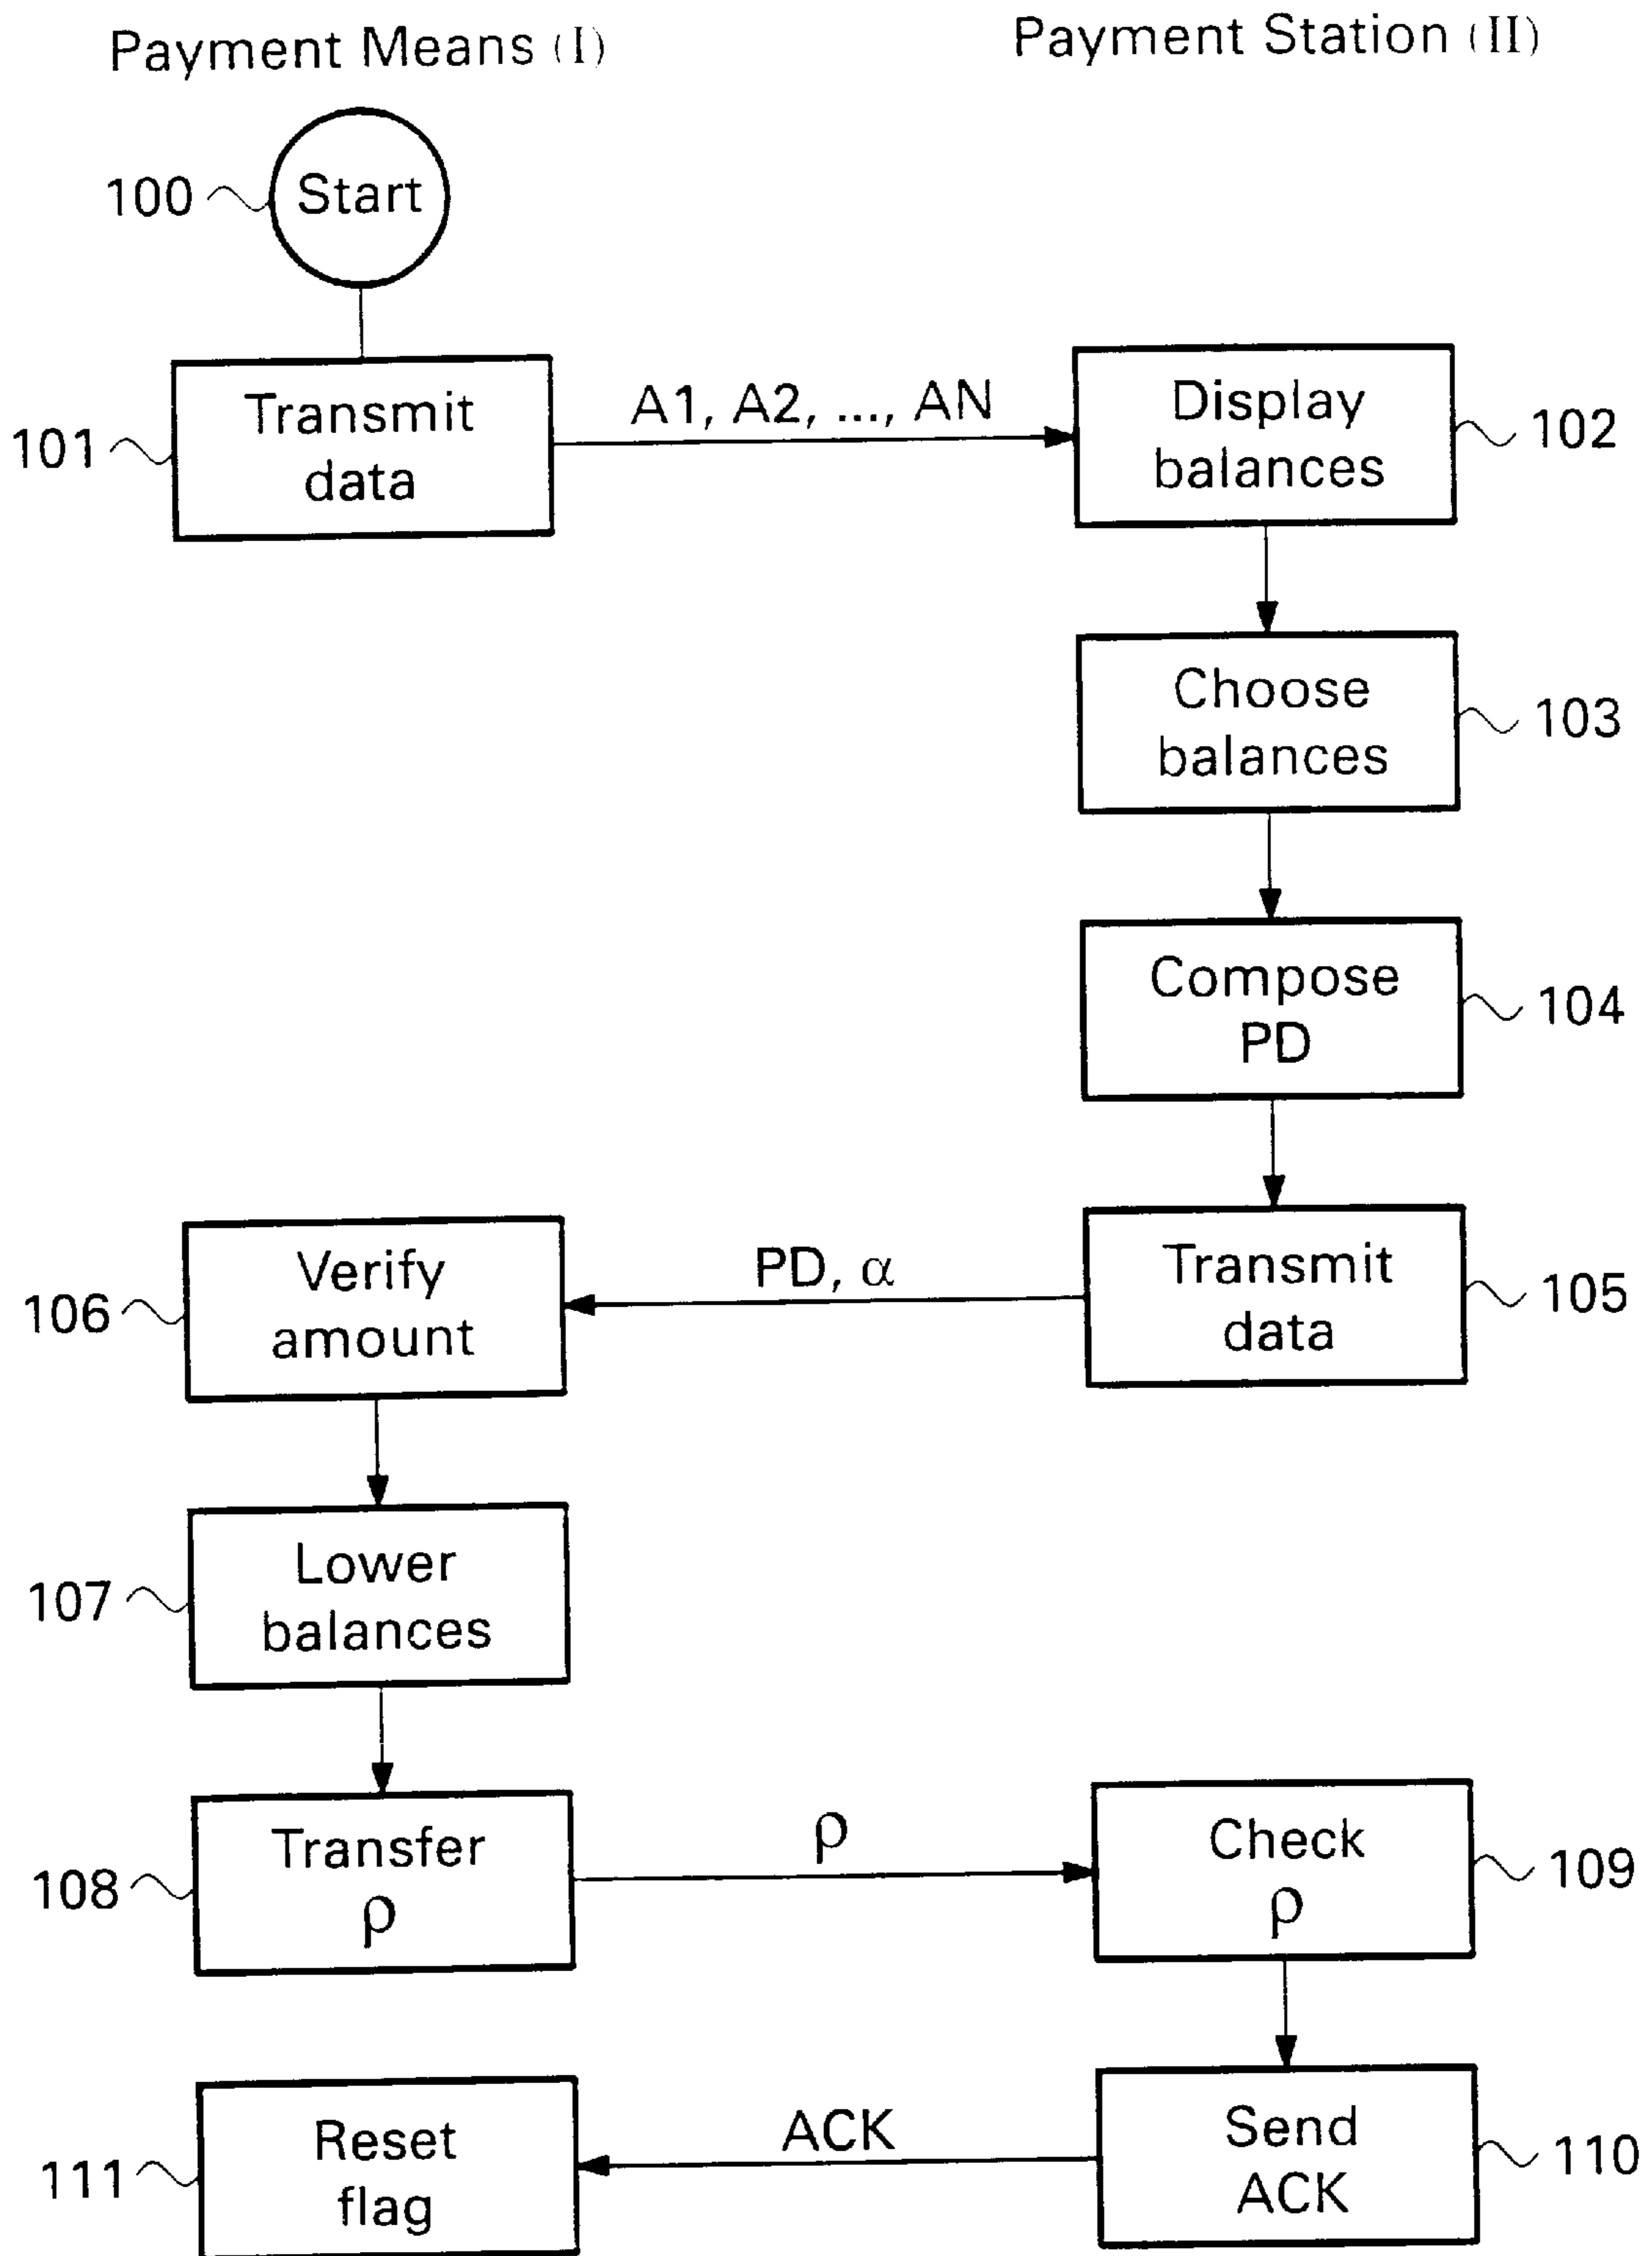 Payment Means (I)
Payment Station (II)
100
Start
101
Transmit
data
A1, A2, ..., AN
Display
balances
102
Choose
balances
103
Compose
PD
104
106
Verify
amount
PD, α
Transmit
data
105
107
Lower
balances
108
Transfer
ρ
ρ
Check
ρ
109
111
Reset
flag
ACK
Send
ACK
110